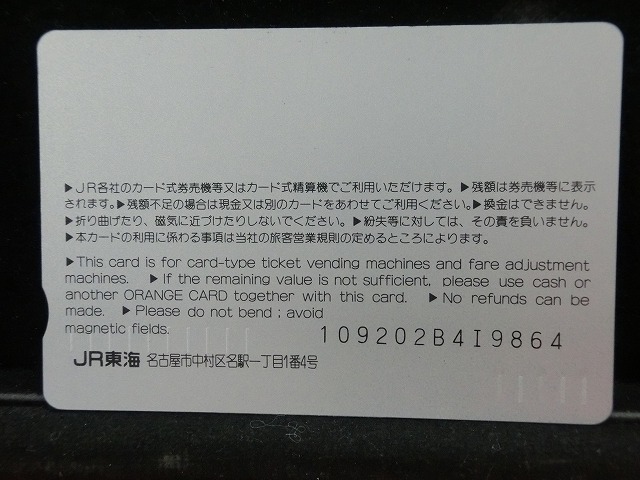 ▶JR各社のカード式券売機等又はカード式精算機でご利用いただけます。▶残額は券売機等に表示
されます。▶残額不足の場合は現金又は別のカードをあわせてご利用ください。▶換金はできません。
▶折り曲げたり、磁気に近づけたりしないでください。▶紛失等に対しては、その責を負いません。
▶本カードの利用に係わる事項は当社の旅客営業規則の定めるところによります。
▶This card is for card-type ticket vending machines and fare adjustment
machines. ▶If the remaining value is not sufficient, please use cash or
another ORANGE CARD together with this card. ▶No refunds can be
made. ▶Please do not bend ; avoid
magnetic fields.
109202B4I9864
JR東海 名古屋市中村区名駅一丁目1番4号